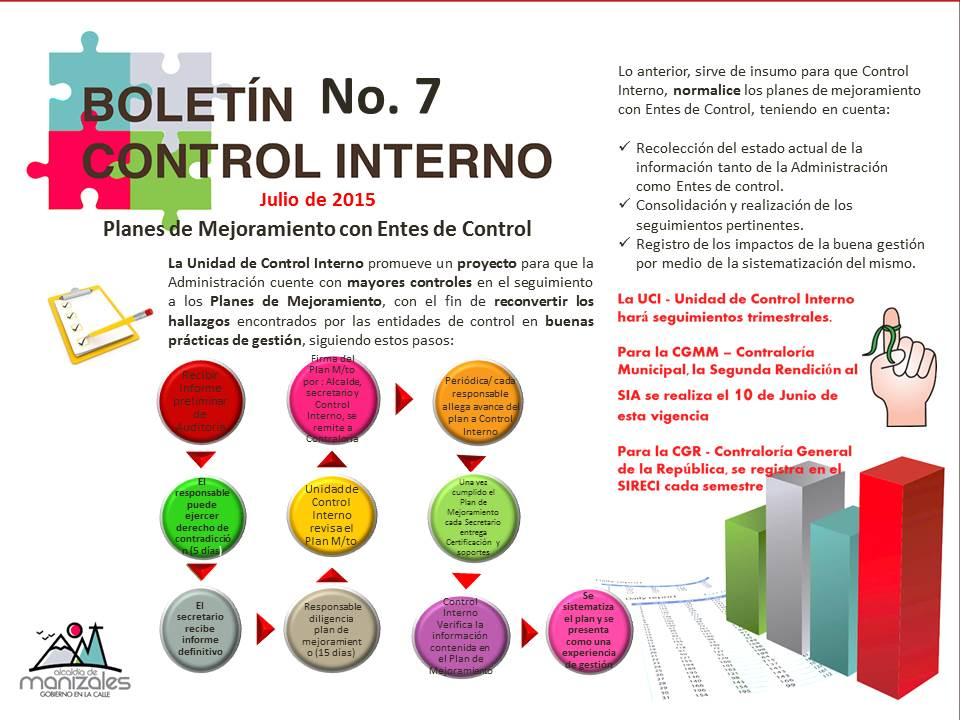 BOLETÍN No. 7
CONTROL INTERNO
Julio de 2015
Planes de Mejoramiento con Entes de Control
La Unidad de Control Interno promueve un proyecto para que la
Administración cuente con mayores controles en el seguimiento
a los Planes de Mejoramiento, con el fin de reconvertir los
hallazgos encontrados por las entidades de control en buenas
prácticas de gestión, siguiendo estos pasos:
Recibir
Informe
preliminar
de
Auditoria
El
responsable
puede
ejercer
derecho de
contradicció
n (5 días)
El
secretario
recibe
informe
definitivo
Responsable
diligencia
plan de
mejoramient
o (15 días)
Unidad de
Control
Interno
revisa el
Plan M/to
Firma del
Plan M/to
por : Alcalde,
secretario y
Control
Interno, se
remite a
Contraloría
Periódica/ cada
responsable
allega avance del
plan a Control
Interno
Una vez
cumplido el
Plan de
Mejoramiento
cada Secretario
entrega
Certificación y
soportes
Control
Interno
Verifica la
información
contenida en
el Plan de
Mejoramiento
Se
sistematiza
el plan y se
presenta
como una
experiencia
de gestión
Lo anterior, sirve de insumo para que Control
Interno, normalice los planes de mejoramiento
con Entes de Control, teniendo en cuenta:
✓ Recolección del estado actual de la
información tanto de la Administración
como Entes de control.
✓ Consolidación y realización de los
seguimientos pertinentes.
✓ Registro de los impactos de la buena gestión
por medio de la sistematización del mismo.
La UCI - Unidad de Control Interno
hará seguimientos trimestrales.
Para la CGMM – Contraloría
Municipal, la Segunda Rendición al
SIA se realiza el 10 de Junio de
esta vigencia
Para la CGR - Contraloría General
de la República, se registra en el
SIRECI cada semestre
alcaldía de
manizales
GOBIERNO EN LA CALLE